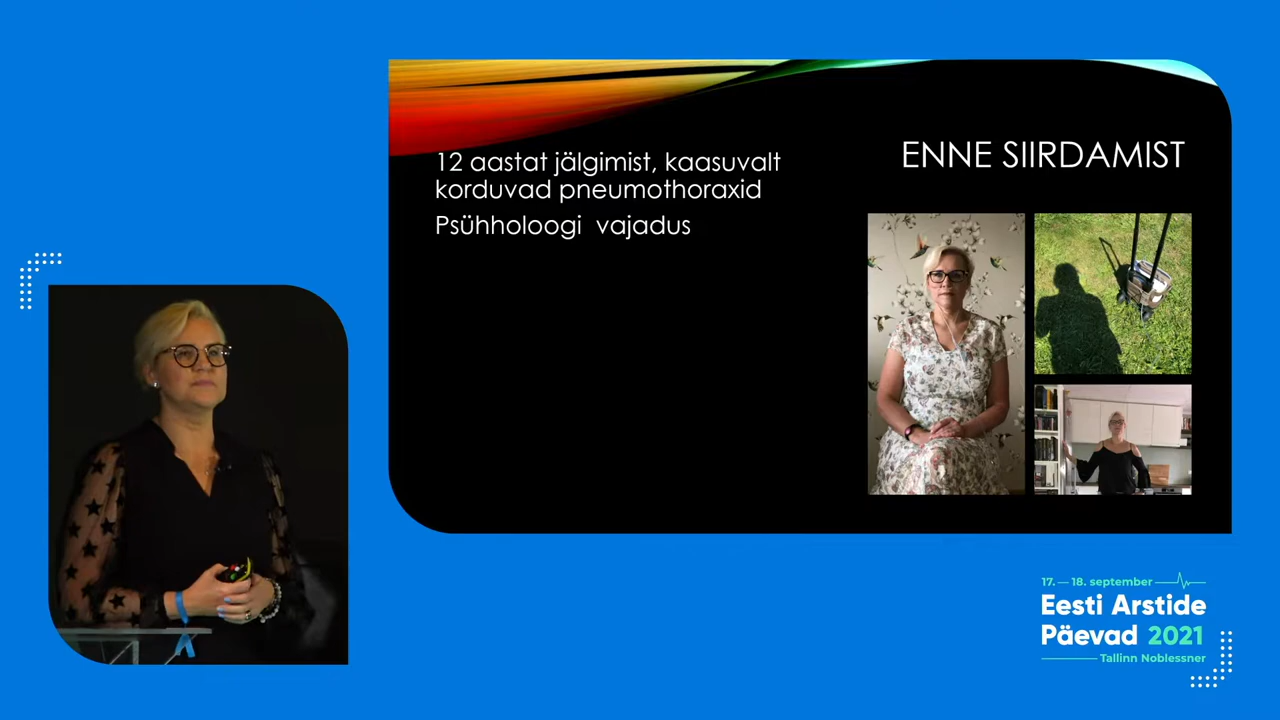 ENNE SIIRDAMIST
12 aastat jälgimist, kaasuvalt
korduvad pneumothoraxid
Psühholoogi vajadus
17. — 18. september
Eesti Arstide
Päevad 2021
Tallinn Noblessner